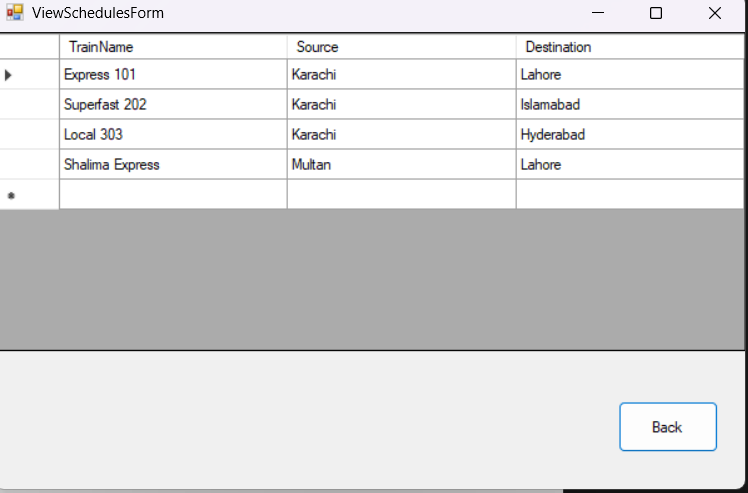 ViewSchedulesForm
TrainName Source Destination
Express 101 Karachi Lahore
Superfast 202 Karachi Islamabad
Local 303 Karachi Hyderabad
Shalima Express Multan Lahore
Back